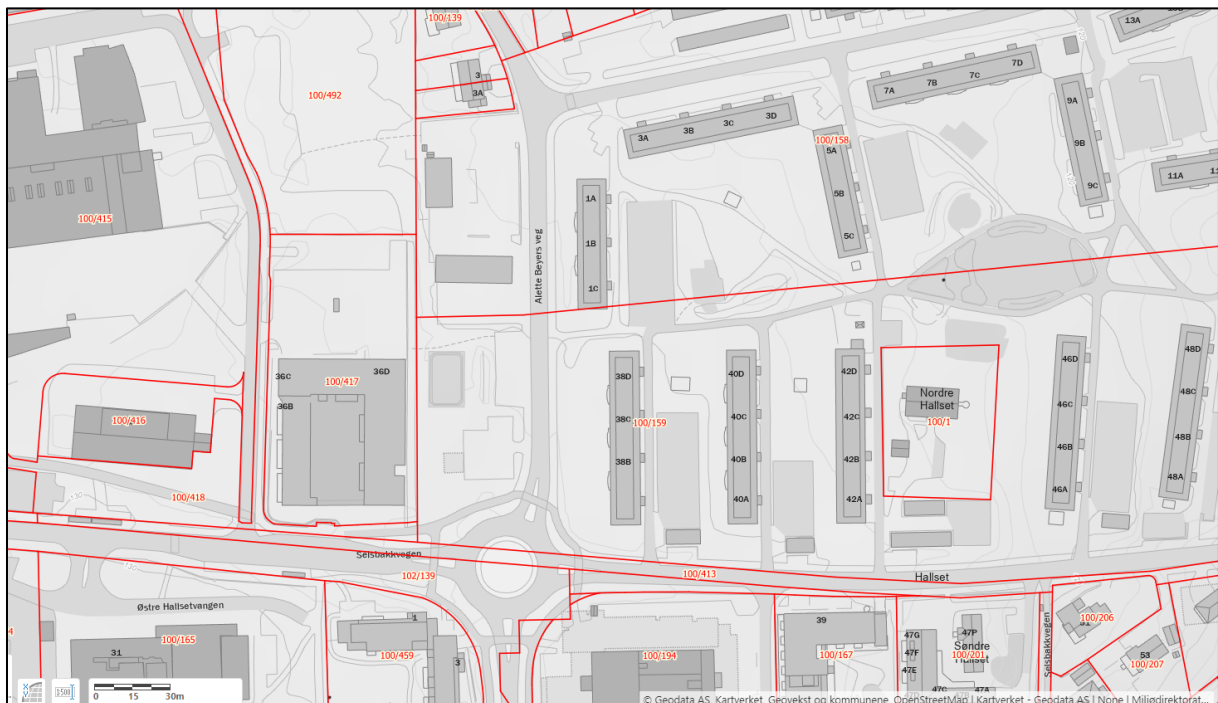 100/139
13A
7D
7C
7B
7A
3
3A
100/492
9A
3D
3C
3B
3A
100/158
5A
9B
11A
9C
5B
1A
100/415
5C
1B
Alette Beyers veg
1C
48D
46D
36C
36D
100/417
38D
40D
42D
48C
Nordre
Hallset
46C
36B
100/416
38C
100/159
40C
42C
100/1
48B
46B
38B
40B
42B
48A
46A
40A
42A
100/418
130
Selsbakkvegen
102/139
100/413
Hallset
Østre Hallsetvangen
1
39
100/206
47P
47G
100/165
Søndre
Hallset
31
100/459
3
100/194
100/167
47F
100/201
53
47E
100/207
Selsbakkvegen
47C
47A
1:1500
0
15
30m
© Geodata AS, Kartverket, Geovekst og kommunene, OpenStreetMap | Kartverket - Geodata AS | None | Miljødirektorat...